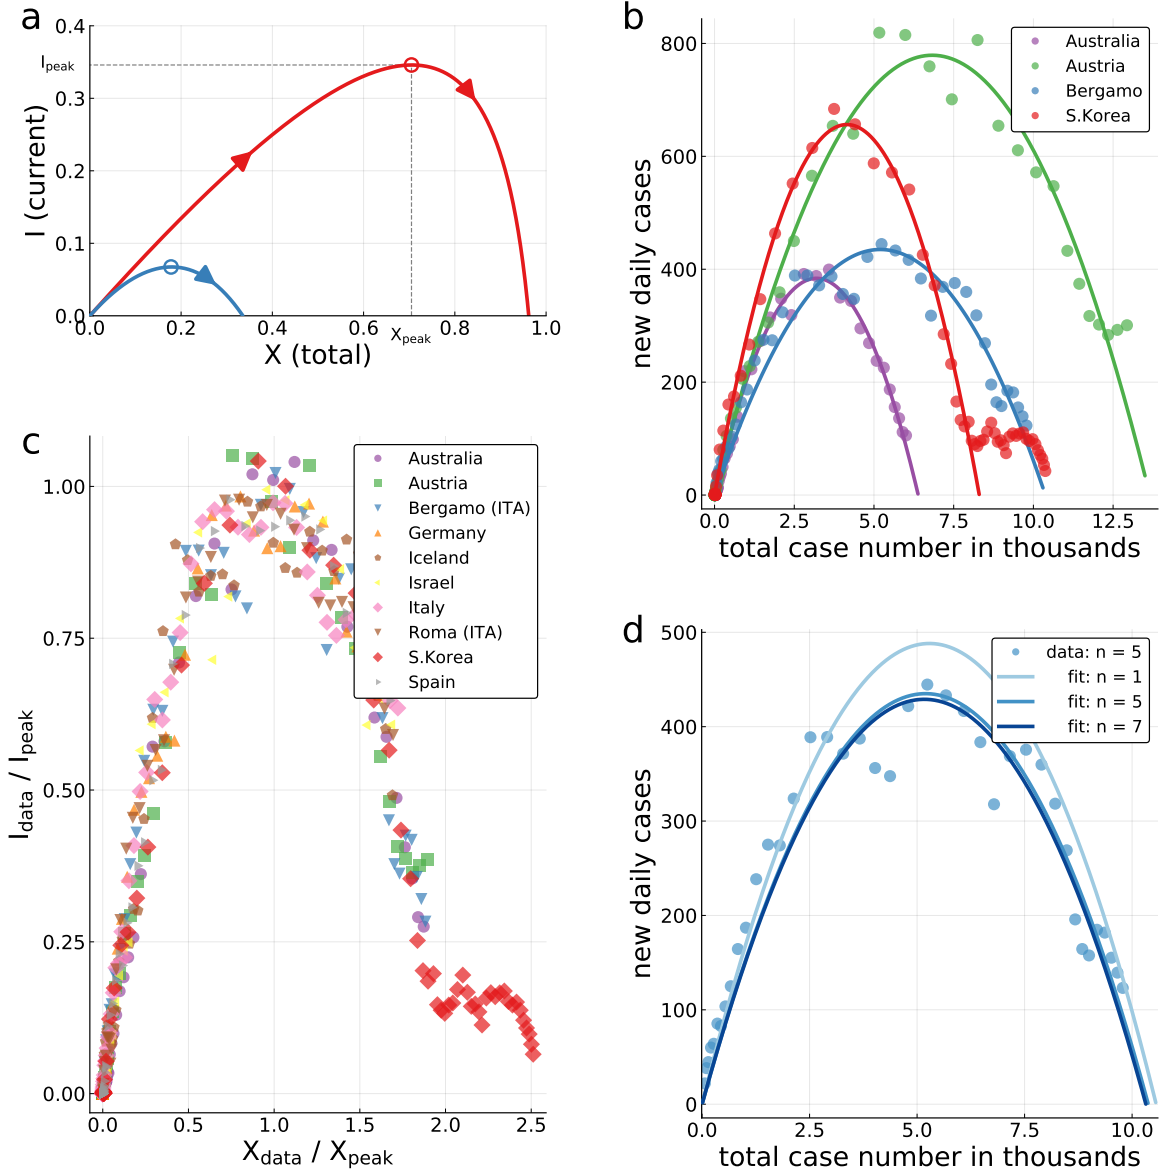 a
0.4
0.3
0.2
0.1
0.0
I (current)
I_peak
0.0
0.2
0.4
0.6
0.8
1.0
X_peak
X (total)
b
800
600
400
200
0
new daily cases
Australia
Austria
Bergamo
S.Korea
0.0
2.5
5.0
7.5
10.0
12.5
total case number in thousands
c
1.00
0.75
0.50
0.25
0.00
I_data / I_peak
Australia
Austria
Bergamo (ITA)
Germany
Iceland
Israel
Italy
Roma (ITA)
S.Korea
Spain
0.0
0.5
1.0
1.5
2.0
2.5
X_data / X_peak
d
500
400
300
200
100
0
new daily cases
data: n = 5
fit: n = 1
fit: n = 5
fit: n = 7
0.0
2.5
5.0
7.5
10.0
total case number in thousands